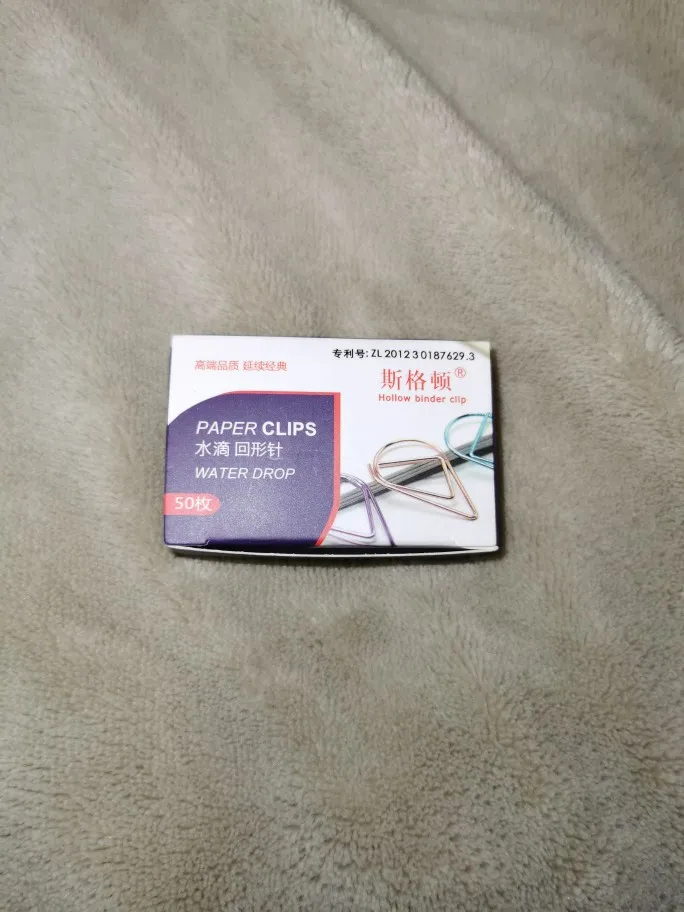 专利号: ZL 2012 3 0187629.3
高端品质 延续经典
斯格顿®
Hollow binder clip
PAPER CLIPS
水滴 回形针
WATER DROP
50枚